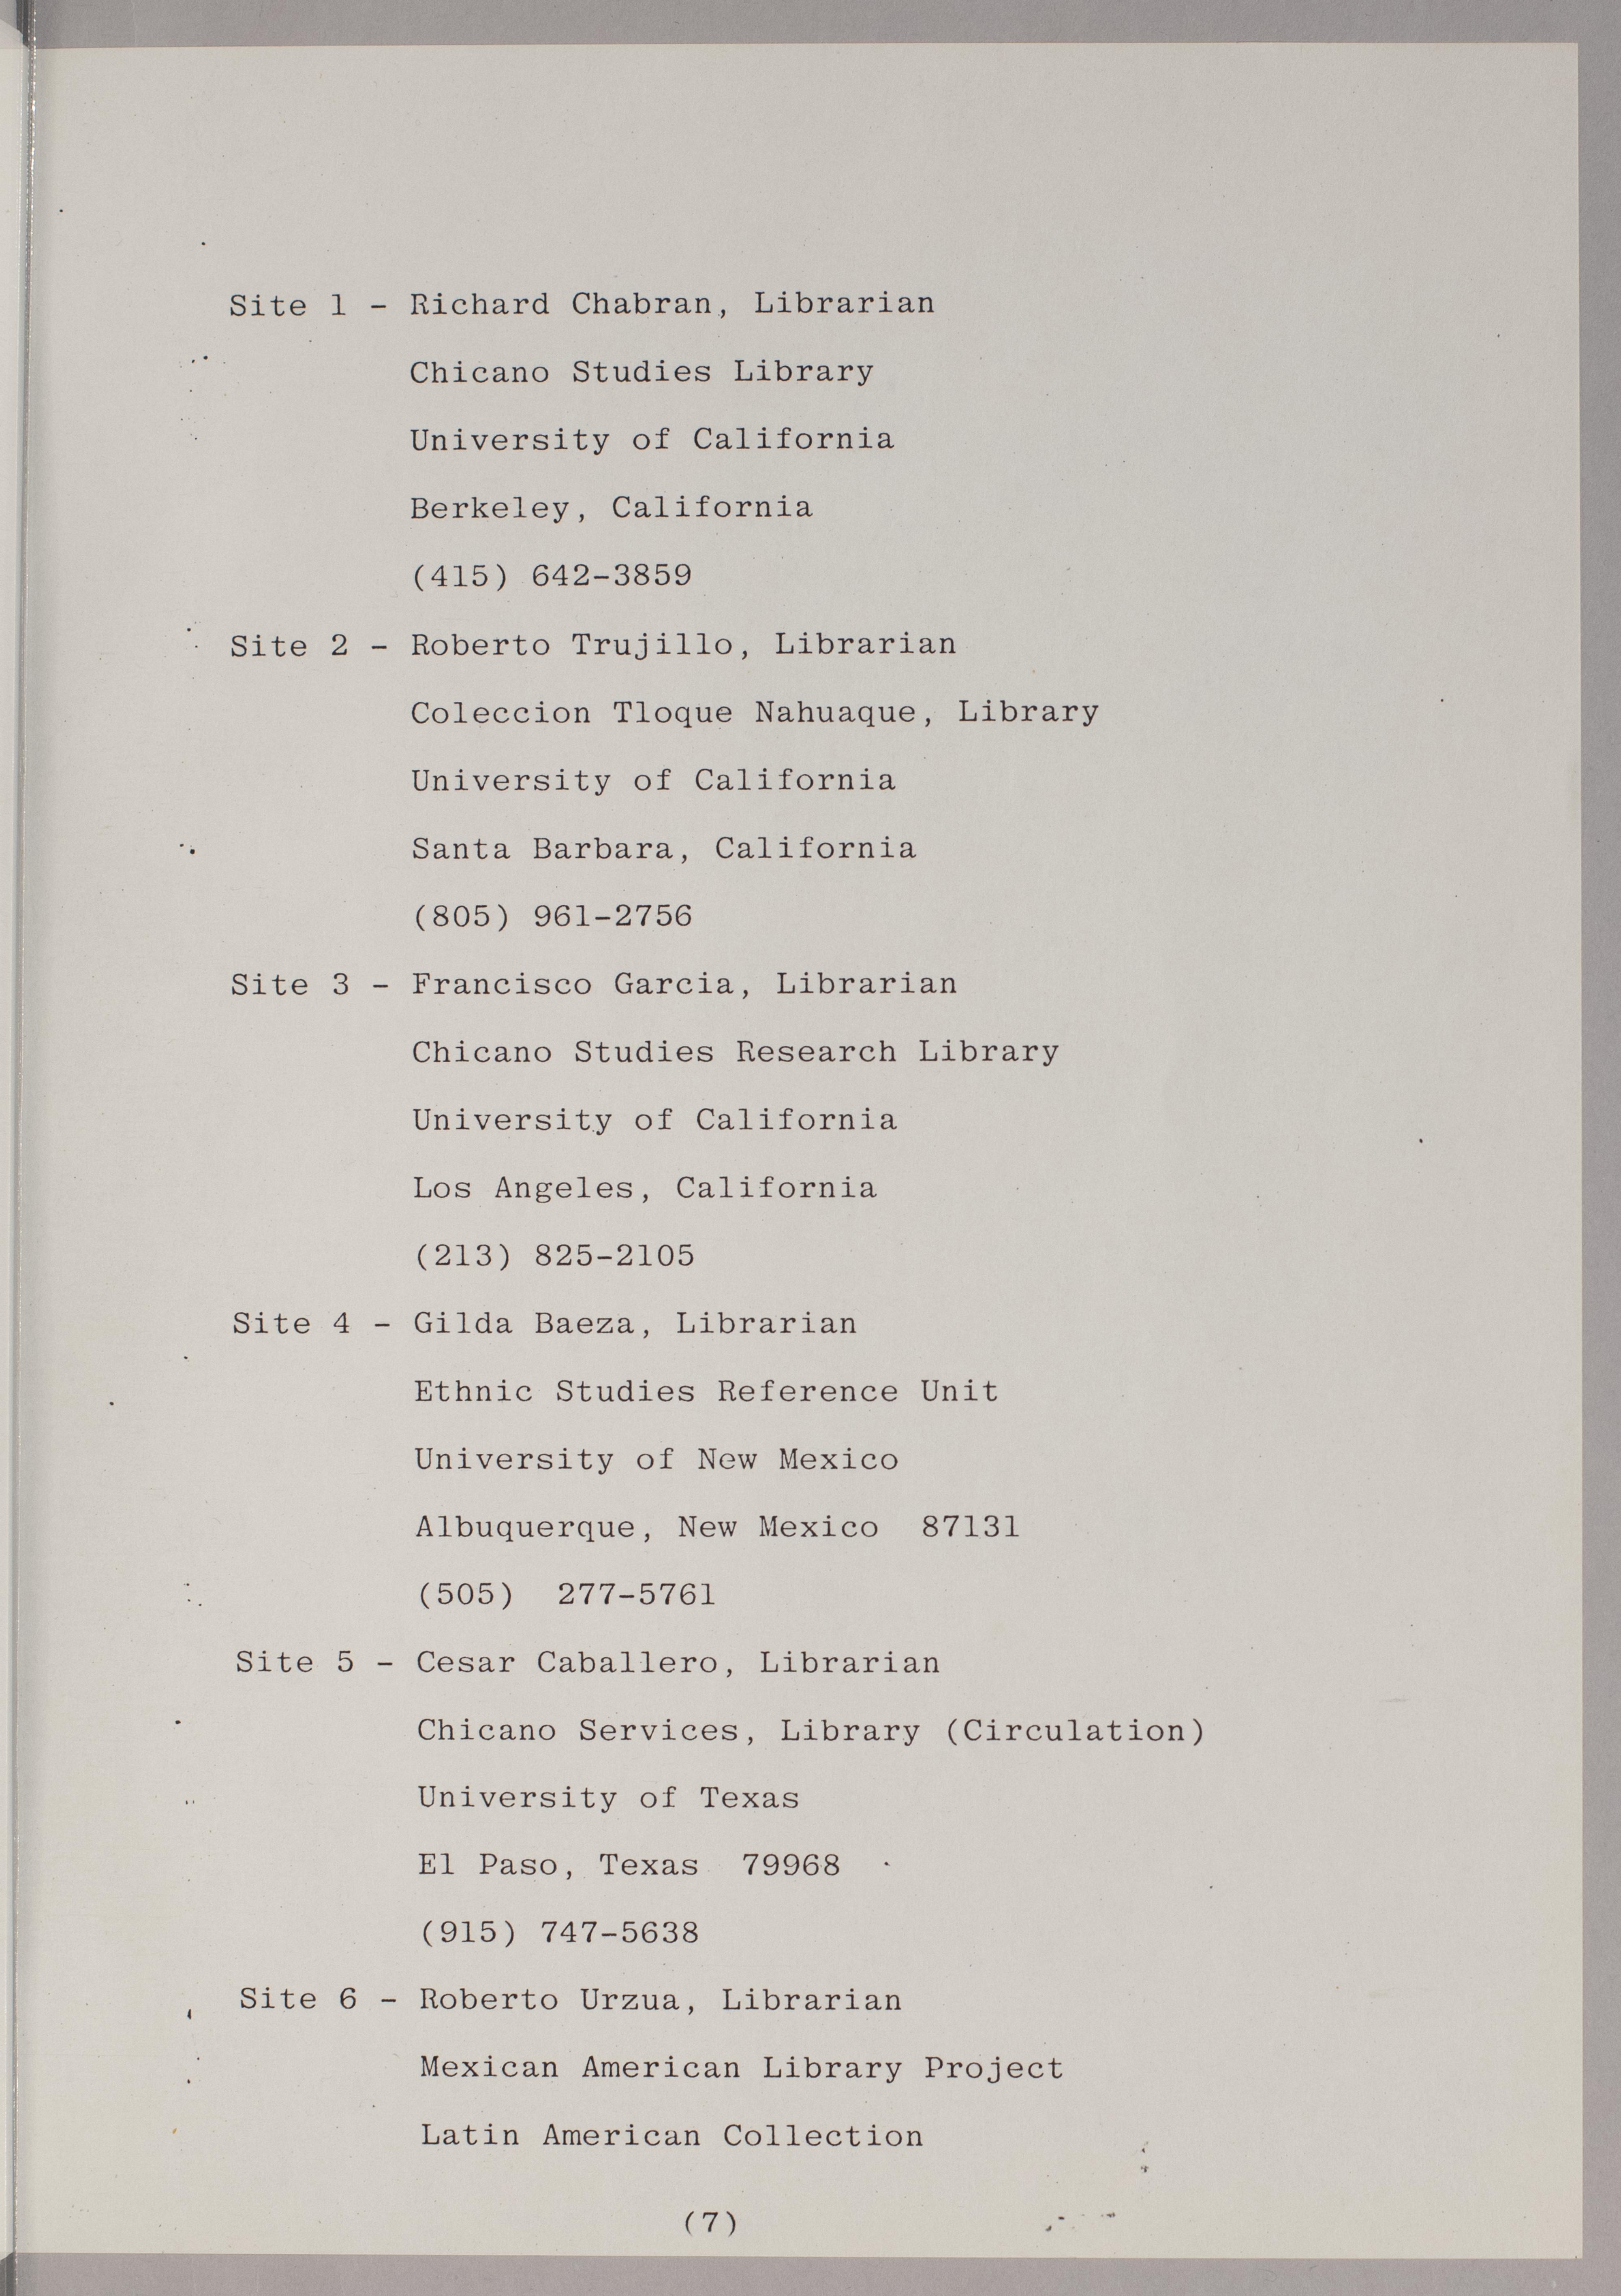 Site 1 - Richard Chabran, Librarian
Chicano Studies Library
University of California
Berkeley, California
(415) 642-3859
Site 2 - Roberto Trujillo, Librarian
Coleccion Tloque Nahuaque, Library
University of California
Santa Barbara, California
(805) 961-2756
Site 3 - Francisco Garcia, Librarian
Chicano Studies Research Library
University of California
Los Angeles, California
(213) 825-2105
Site 4 - Gilda Baeza, Librarian
Ethnic Studies Reference Unit
University of New Mexico
Albuquerque, New Mexico 87131
(505) 277-5761
Site 5 - Cesar Caballero, Librarian
Chicano Services, Library (Circulation)
University of Texas
El Paso, Texas 79968
(915) 747-5638
Site 6 - Roberto Urzua, Librarian
Mexican American Library Project
Latin American Collection
(7)